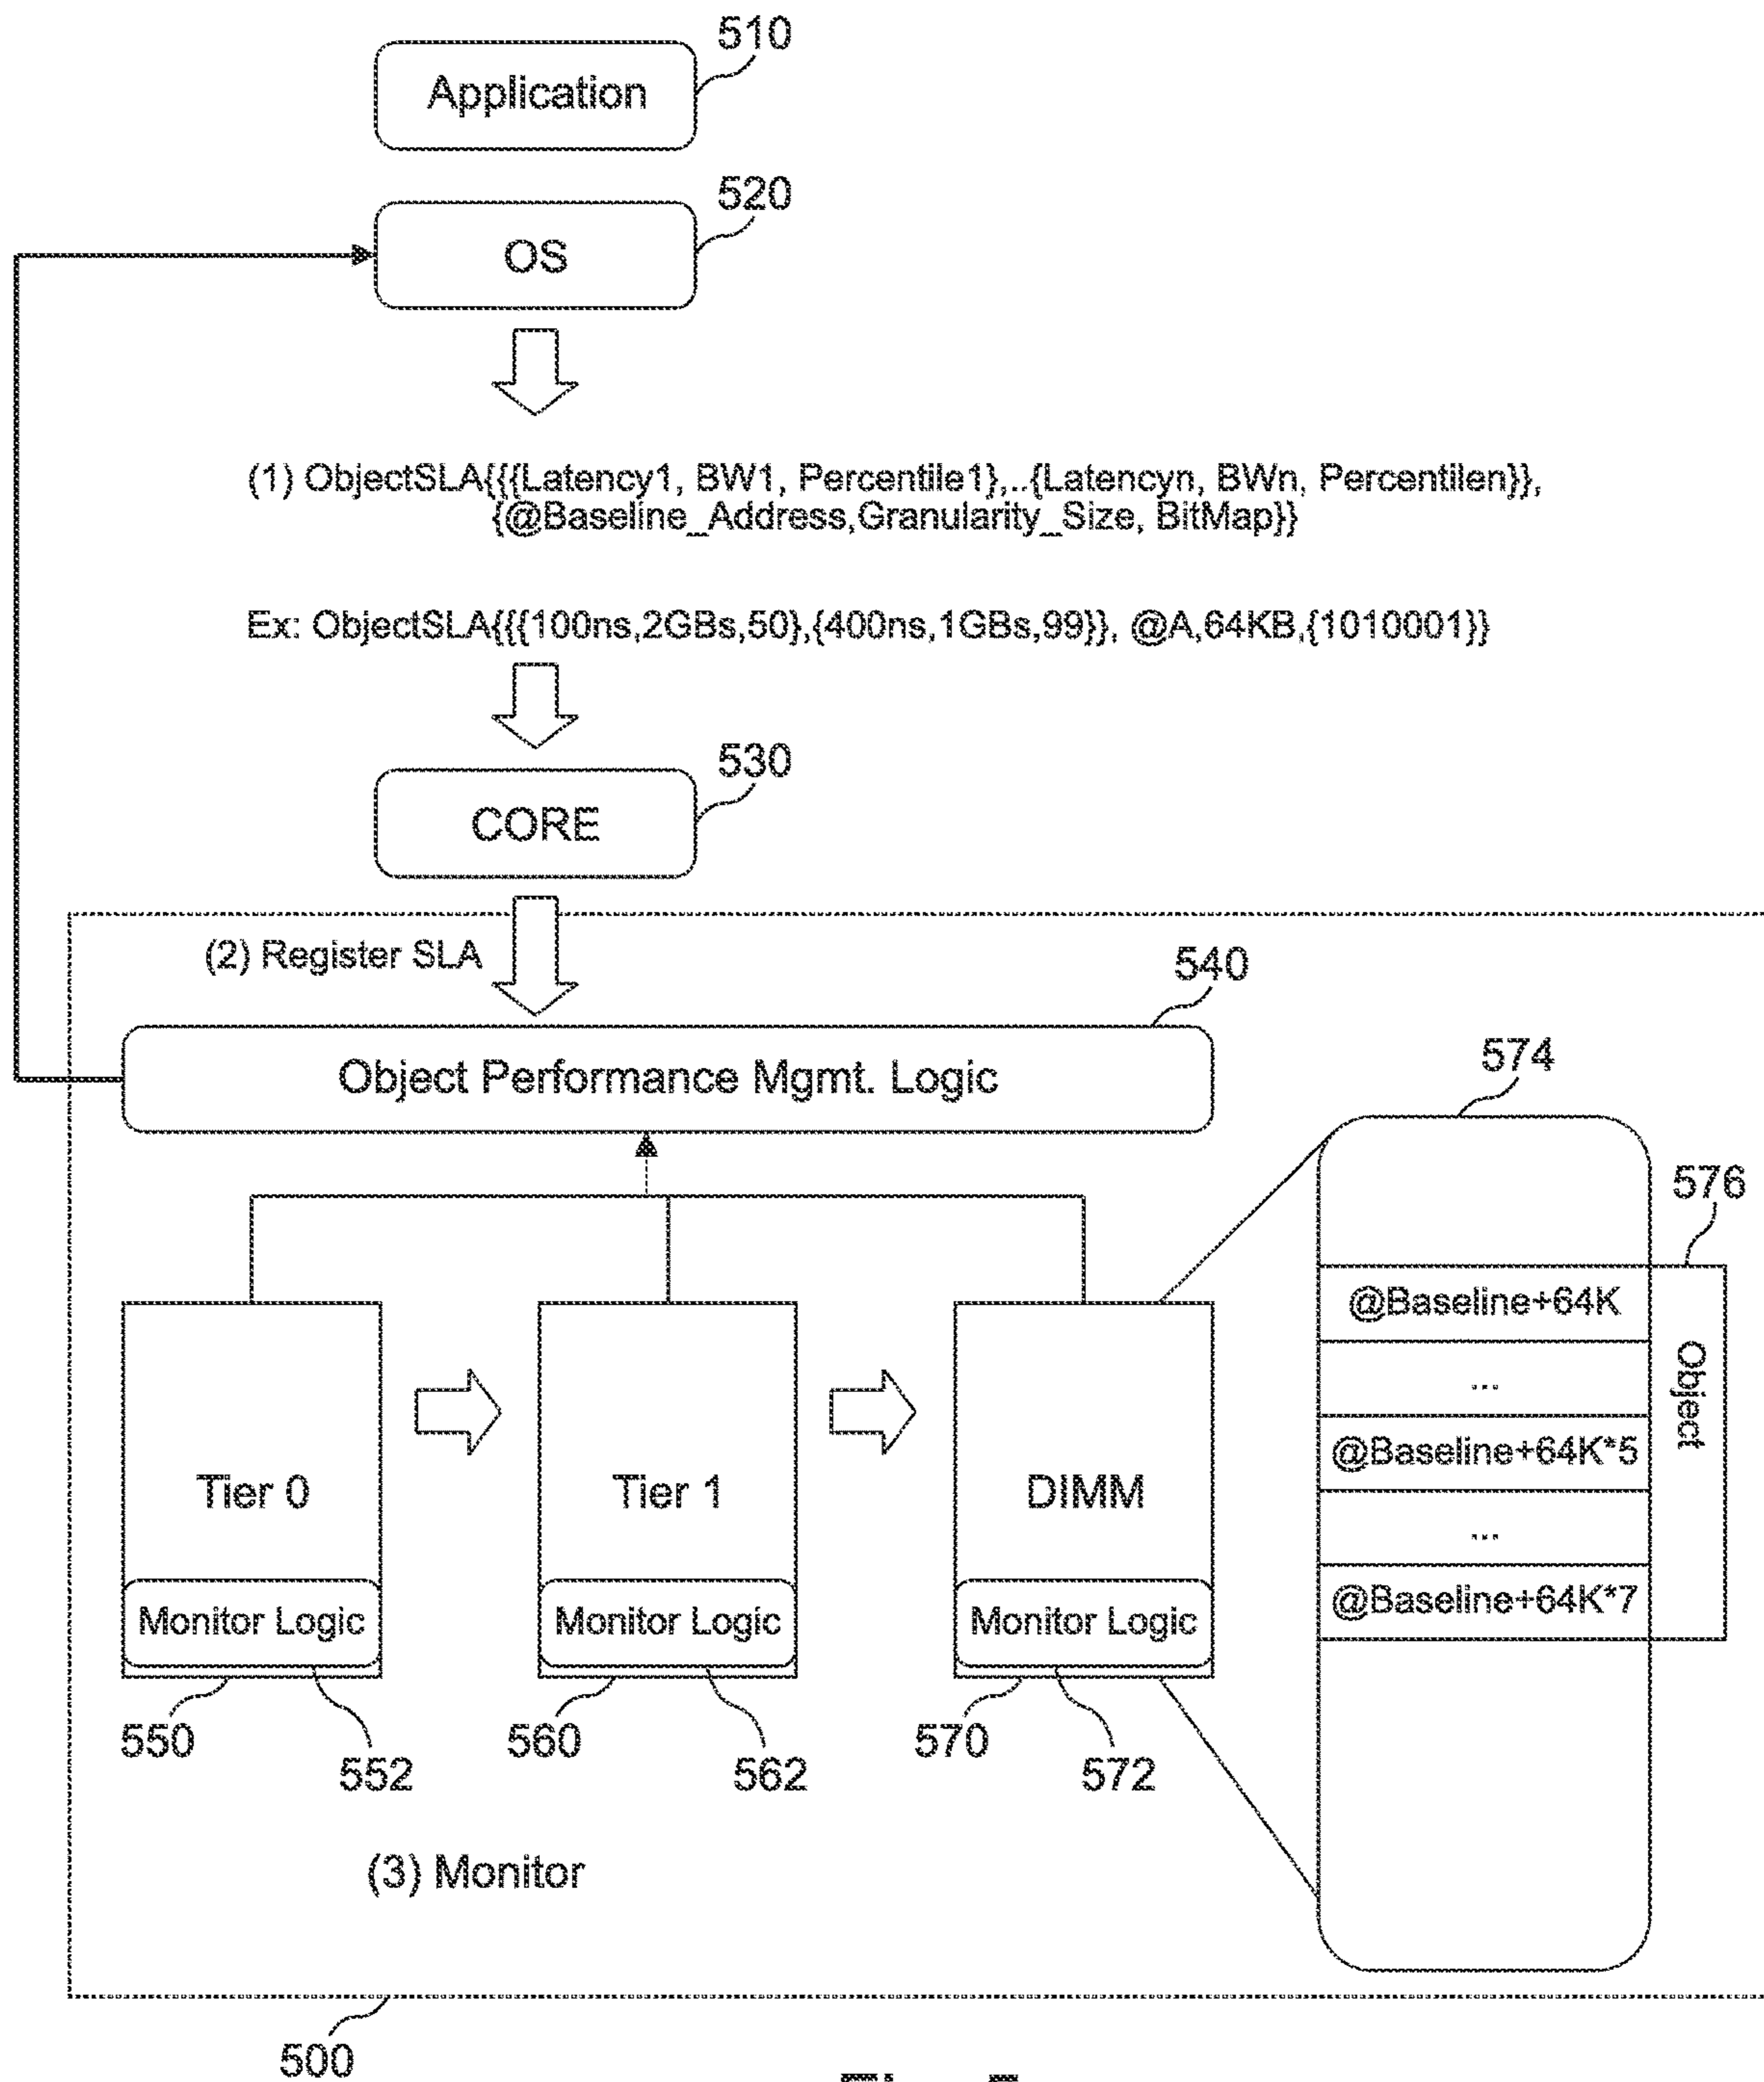 510
Application
520
OS
(1) ObjectSLA{{{Latency1, BW1, Percentile1},..{Latencyn, BWn, Percentilen}},
{@Baseline_Address,Granularity_Size, BitMap}}
Ex: ObjectSLA{{{100ns,2GBs,50},{400ns,1GBs,99}}, @A,64KB,{1010001}}
530
CORE
(2) Register SLA
540
Object Performance Mgmt. Logic
574
576
@Baseline+64K
...
@Baseline+64K*5
...
@Baseline+64K*7
Object
Tier 0
Tier 1
DIMM
Monitor Logic
Monitor Logic
Monitor Logic
550
552
560
562
570
572
(3) Monitor
500